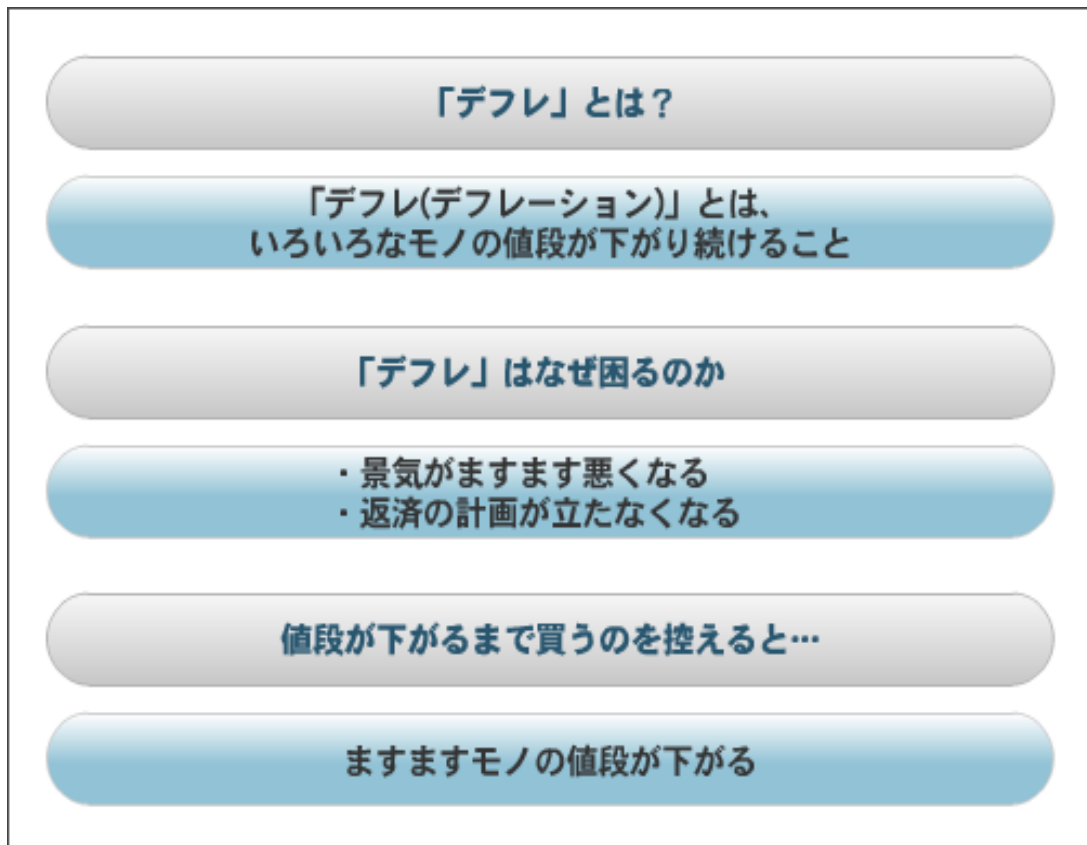 「デフレ」とは？
「デフレ(デフレーション)」とは、
いろいろなモノの値段が下がり続けること
「デフレ」はなぜ困るのか
・景気がますます悪くなる
・返済の計画が立たなくなる
値段が下がるまで買うのを控えると…
ますますモノの値段が下がる